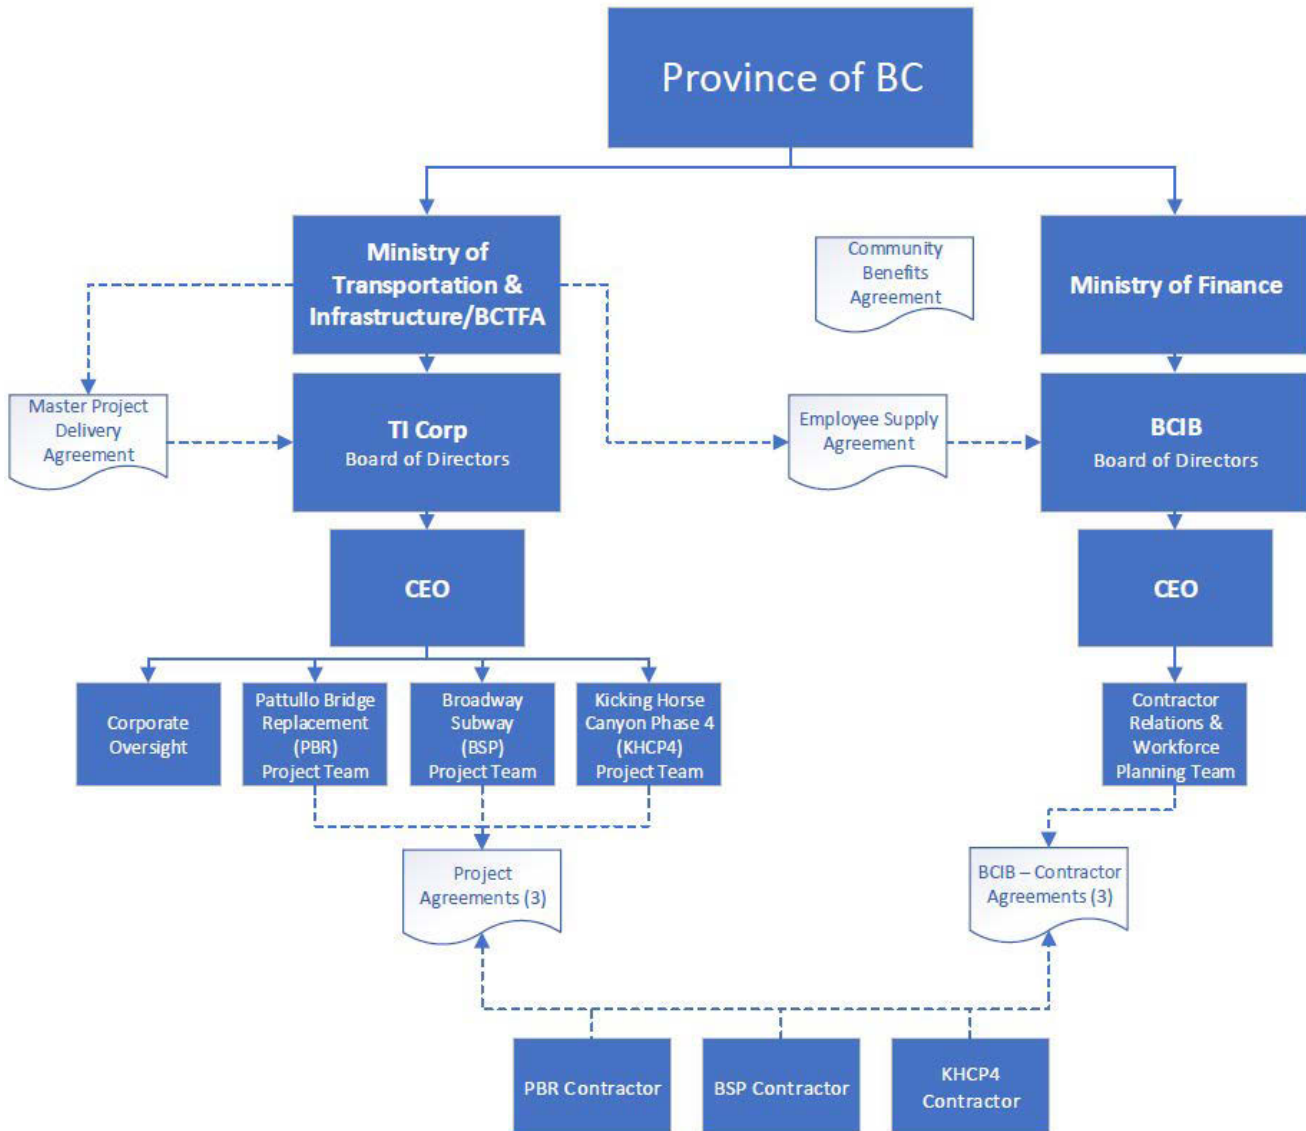 Province of BC
Ministry of
Transportation &
Infrastructure/BCTFA
Community
Benefits
Agreement
Ministry of Finance
Master Project
Delivery
Agreement
TI Corp
Board of Directors
Employee Supply
Agreement
BCIB
Board of Directors
CEO
CEO
Corporate
Oversight
Pattullo Bridge
Replacement
(PBR)
Project Team
Broadway
Subway
(BSP)
Project Team
Kicking Horse
Canyon Phase 4
(KHCP4)
Project Team
Contractor
Relations &
Workforce
Planning Team
Project
Agreements (3)
BCIB – Contractor
Agreements (3)
PBR Contractor
BSP Contractor
KHCP4
Contractor